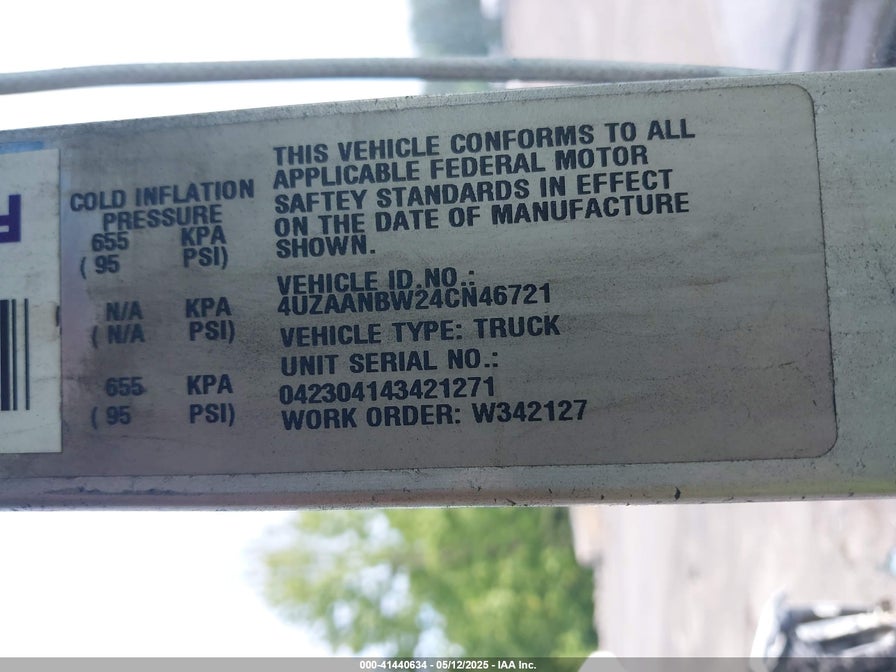 COLD INFLATION
PRESSURE
655 KPA
( 95 PSI)
N/A KPA
( N/A PSI)
655 KPA
( 95 PSI)
THIS VEHICLE CONFORMS TO ALL
APPLICABLE FEDERAL MOTOR
SAFTEY STANDARDS IN EFFECT
ON THE DATE OF MANUFACTURE
SHOWN.
VEHICLE ID.NO.:
4UZAANBW24CN46721
VEHICLE TYPE: TRUCK
UNIT SERIAL NO.:
042304143421271
WORK ORDER: W342127
000-41440634 - 05/12/2025 - IAA Inc.